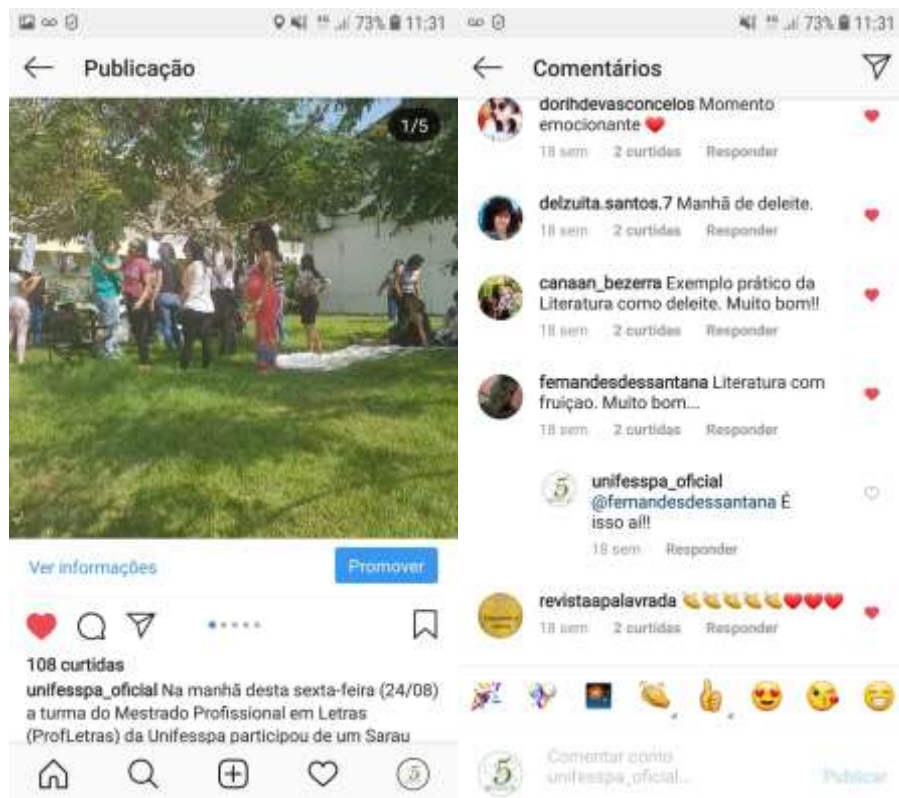 73% 11:31
Publicação
1/5
Ver informações
Promover
108 curtidas
unifesspa_oficial Na manhã desta sexta-feira (24/08)
a turma do Mestrado Profissional em Letras
(ProfLetras) da Unifesspa participou de um Sarau
73% 11:31
Comentários
dorihdevasconcelos Momento
emocionante ❤️
18 sem 2 curtidas Responder
delzuita.santos.7 Manhã de deleite.
18 sem 2 curtidas Responder
canaan_bezerra Exemplo prático da
Literatura como deleite. Muito bom!!
18 sem 2 curtidas Responder
fernandesdessantana Literatura com
fruiçao. Muito bom...
18 sem 2 curtidas Responder
5
unifesspa_oficial
@fernandesdessantana É
isso aí!!
18 sem Responder
revistaapalavrada 👏👏👏👏👏❤️❤️❤️
18 sem 2 curtidas Responder
5
Comentar como
unifesspa_oficial...
Publicar
5